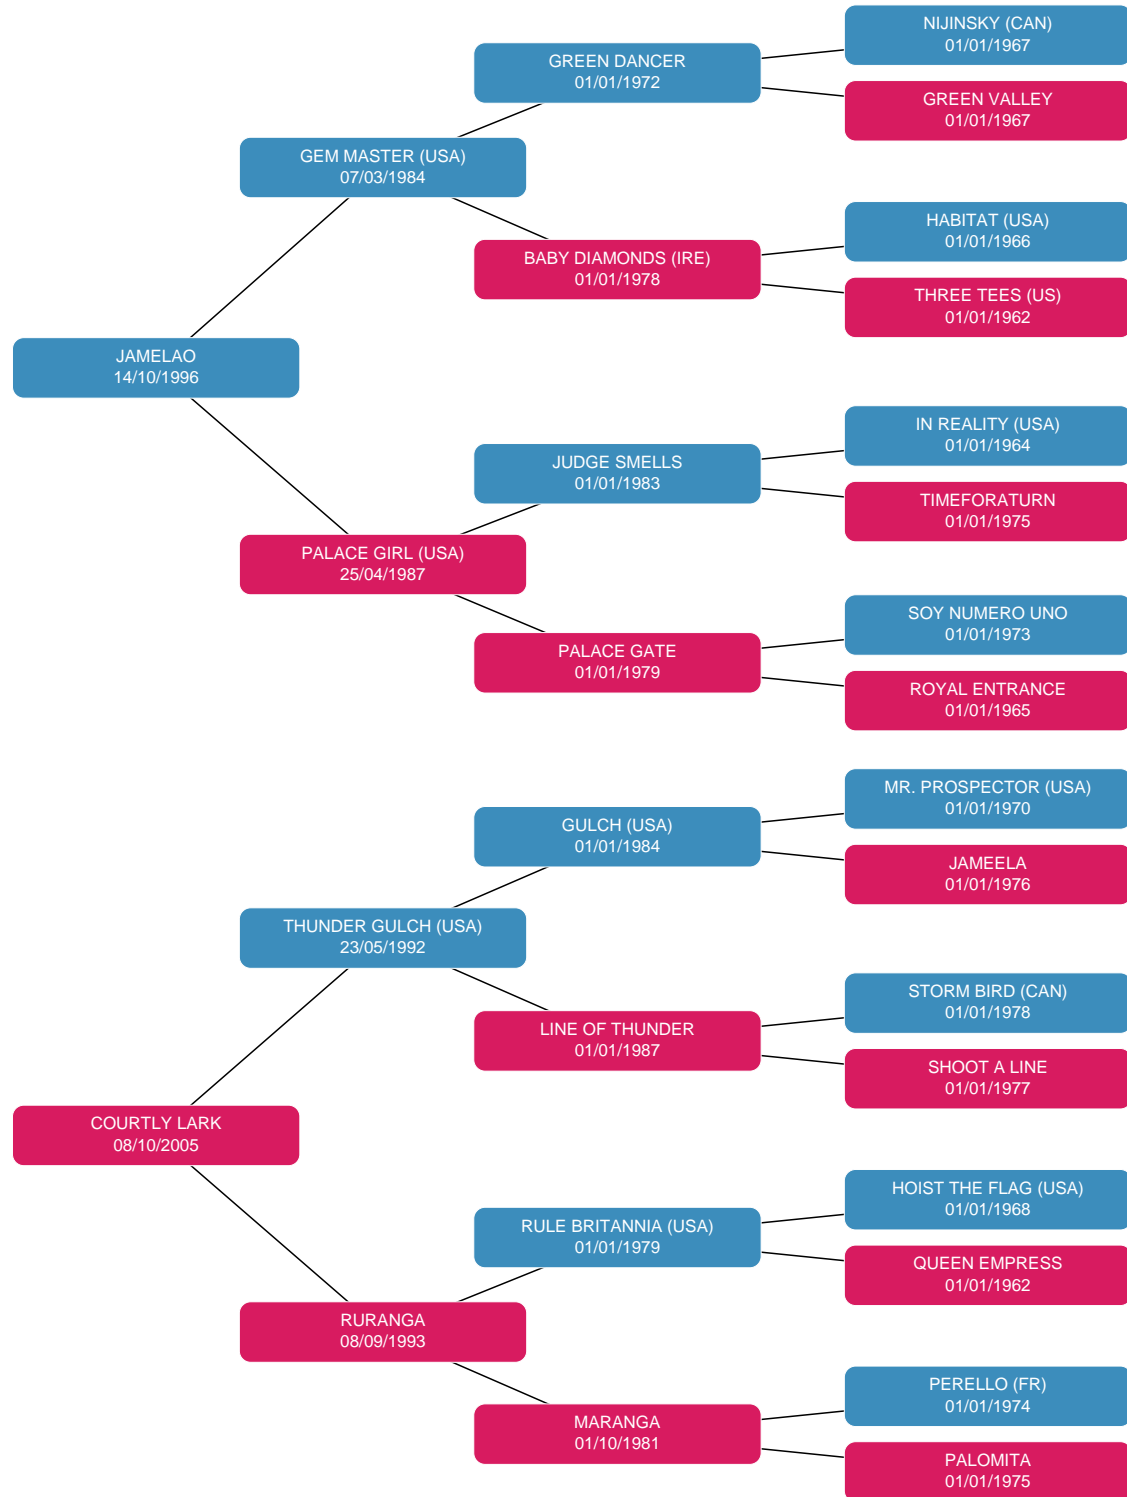 NIJINSKY (CAN)
01/01/1967
GREEN DANCER
01/01/1972
GREEN VALLEY
01/01/1967
GEM MASTER (USA)
07/03/1984
HABITAT (USA)
01/01/1966
BABY DIAMONDS (IRE)
01/01/1978
THREE TEES (US)
01/01/1962
JAMELAO
14/10/1996
IN REALITY (USA)
01/01/1964
JUDGE SMELLS
01/01/1983
TIMEFORATURN
01/01/1975
PALACE GIRL (USA)
25/04/1987
SOY NUMERO UNO
01/01/1973
PALACE GATE
01/01/1979
ROYAL ENTRANCE
01/01/1965
MR. PROSPECTOR (USA)
01/01/1970
GULCH (USA)
01/01/1984
JAMEELA
01/01/1976
THUNDER GULCH (USA)
23/05/1992
STORM BIRD (CAN)
01/01/1978
LINE OF THUNDER
01/01/1987
SHOOT A LINE
01/01/1977
COURTLY LARK
08/10/2005
HOIST THE FLAG (USA)
01/01/1968
RULE BRITANNIA (USA)
01/01/1979
QUEEN EMPRESS
01/01/1962
RURANGA
08/09/1993
PERELLO (FR)
01/01/1974
MARANGA
01/10/1981
PALOMITA
01/01/1975